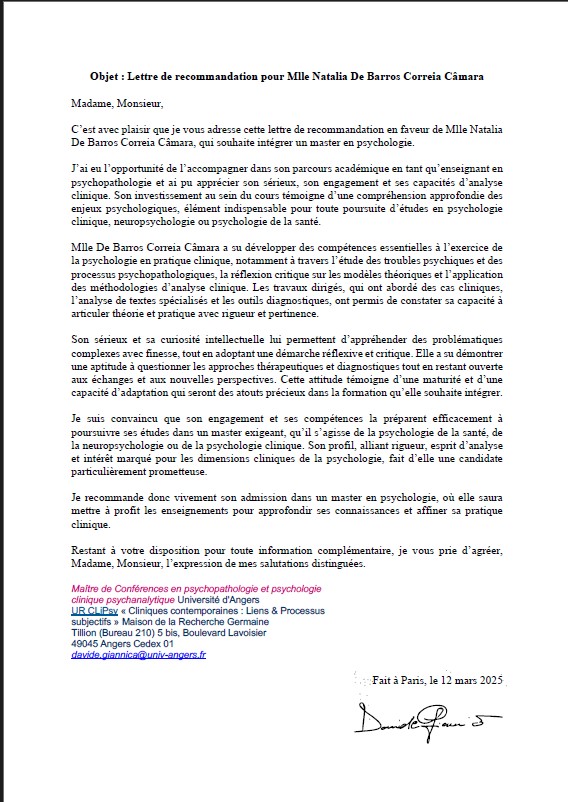 Objet : Lettre de recommandation pour Mlle Natalia De Barros Correia Câmara
Madame, Monsieur,
C’est avec plaisir que je vous adresse cette lettre de recommandation en faveur de Mlle Natalia
De Barros Correia Câmara, qui souhaite intégrer un master en psychologie.
J’ai eu l’opportunité de l’accompagner dans son parcours académique en tant qu’enseignant en
psychopathologie et ai pu apprécier son sérieux, son engagement et ses capacités d’analyse
clinique. Son investissement au sein du cours témoigne d’une compréhension approfondie des
enjeux psychologiques, élément indispensable pour toute poursuite d’études en psychologie
clinique, neuropsychologie ou psychologie de la santé.
Mlle De Barros Correia Câmara a su développer des compétences essentielles à l’exercice de
la psychologie en pratique clinique, notamment à travers l’étude des troubles psychiques et des
processus psychopathologiques, la réflexion critique sur les modèles théoriques et l’application
des méthodologies d’analyse clinique. Les travaux dirigés, qui ont abordé des cas cliniques,
l’analyse de textes spécialisés et les outils diagnostiques, ont permis de constater sa capacité à
articuler théorie et pratique avec rigueur et pertinence.
Son sérieux et sa curiosité intellectuelle lui permettent d’appréhender des problématiques
complexes avec finesse, tout en adoptant une démarche réflexive et critique. Elle a su démontrer
une aptitude à questionner les approches thérapeutiques et diagnostiques tout en restant ouverte
aux échanges et aux nouvelles perspectives. Cette attitude témoigne d’une maturité et d’une
capacité d’adaptation qui seront des atouts précieux dans la formation qu’elle souhaite intégrer.
Je suis convaincu que son engagement et ses compétences la préparent efficacement à
poursuivre ses études dans un master exigeant, qu’il s’agisse de la psychologie de la santé, de
la neuropsychologie ou de la psychologie clinique. Son profil, alliant rigueur, esprit d’analyse
et intérêt marqué pour les dimensions cliniques de la psychologie, fait d’elle une candidate
particulièrement prometteuse.
Je recommande donc vivement son admission dans un master en psychologie, où elle saura
mettre à profit les enseignements pour approfondir ses connaissances et affiner sa pratique
clinique.
Restant à votre disposition pour toute information complémentaire, je vous prie d’agréer,
Madame, Monsieur, l’expression de mes salutations distinguées.
Maître de Conférences en psychopathologie et psychologie
clinique psychanalytique Université d'Angers
UR CLiPsy « Cliniques contemporaines : Liens & Processus
subjectifs » Maison de la Recherche Germaine
Tillion (Bureau 210) 5 bis, Boulevard Lavoisier
49045 Angers Cedex 01
davide.giannica@univ-angers.fr
Fait à Paris, le 12 mars 2025